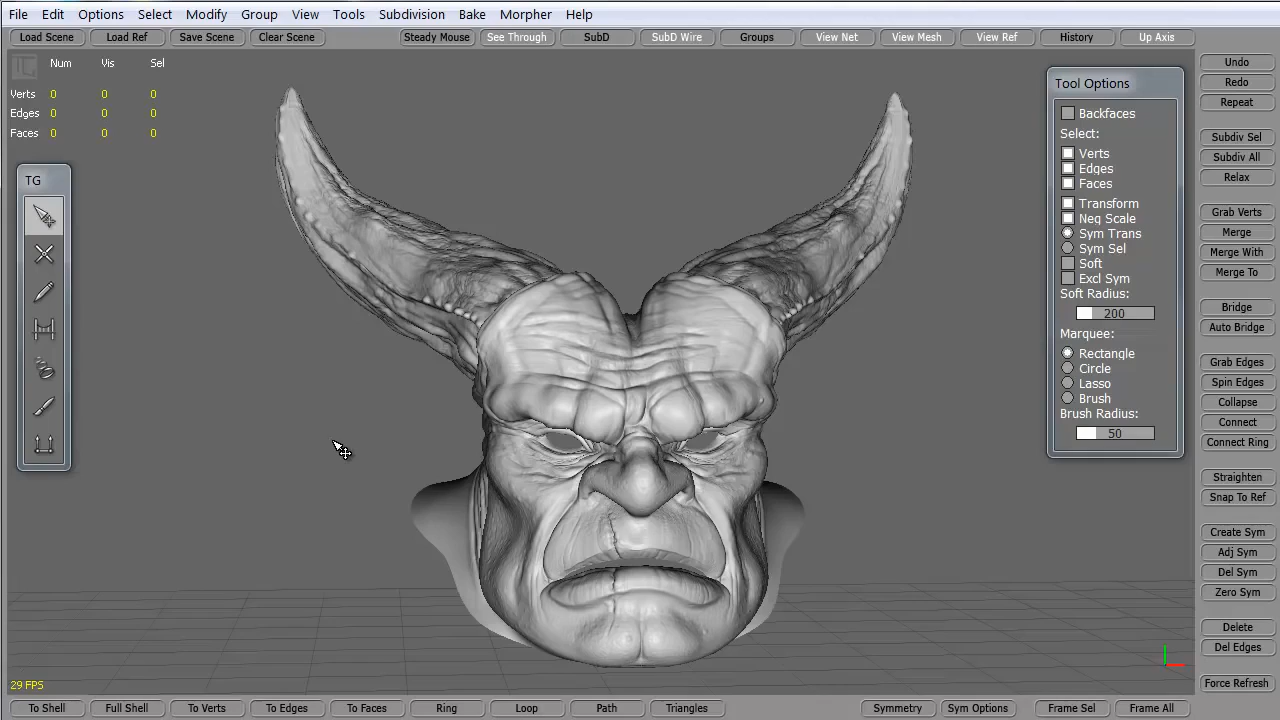 File Edit Options Select Modify Group View Tools Subdivision Bake Morpher Help
Load Scene Load Ref Save Scene Clear Scene Steady Mouse See Through SubD SubD Wire Groups View Net View Mesh View Ref History Up Axis
Num Vis Sel
Verts 0 0 0
Edges 0 0 0
Faces 0 0 0
TG
Tool Options
Backfaces
Select:
Verts
Edges
Faces
Transform
Neg Scale
Sym Trans
Sym Sel
Soft
Excl Sym
Soft Radius:
200
Marquee:
Rectangle
Circle
Lasso
Brush
Brush Radius:
50
Undo
Redo
Repeat
Subdiv Sel
Subdiv All
Relax
Grab Verts
Merge
Merge With
Merge To
Bridge
Auto Bridge
Grab Edges
Spin Edges
Collapse
Connect
Connect Ring
Straighten
Snap To Ref
Create Sym
Adj Sym
Del Sym
Zero Sym
Delete
Del Edges
Force Refresh
29 FPS
To Shell Full Shell To Verts To Edges To Faces Ring Loop Path Triangles Symmetry Sym Options Frame Sel Frame All